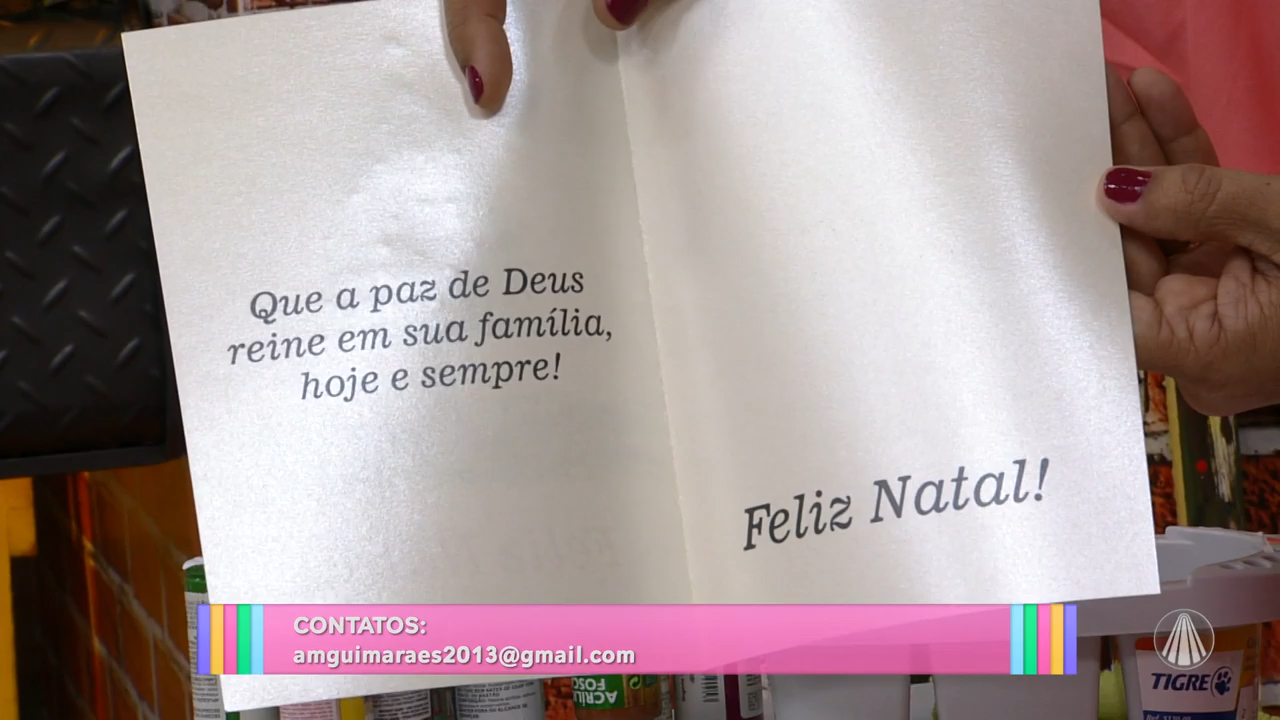 Que a paz de Deus
reine em sua família,
hoje e sempre!
Feliz Natal!
CONTATOS:
amguimaraes2013@gmail.com
TIGRE